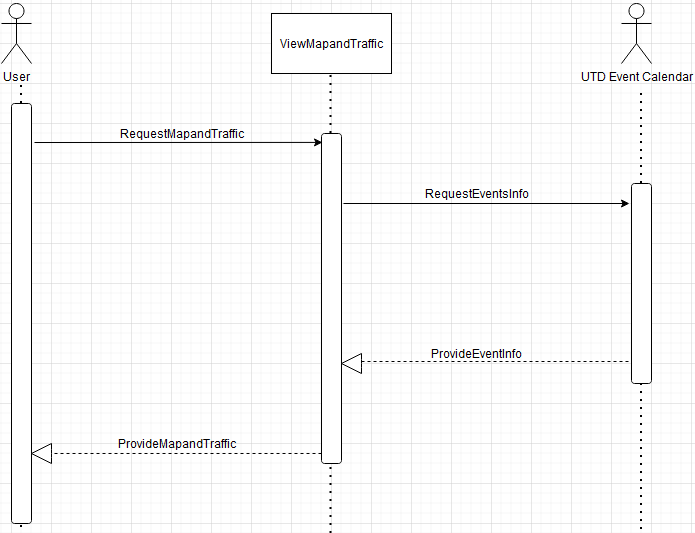 ViewMapandTraffic
User
UTD Event Calendar
RequestMapandTraffic
RequestEventsInfo
ProvideEventInfo
ProvideMapandTraffic